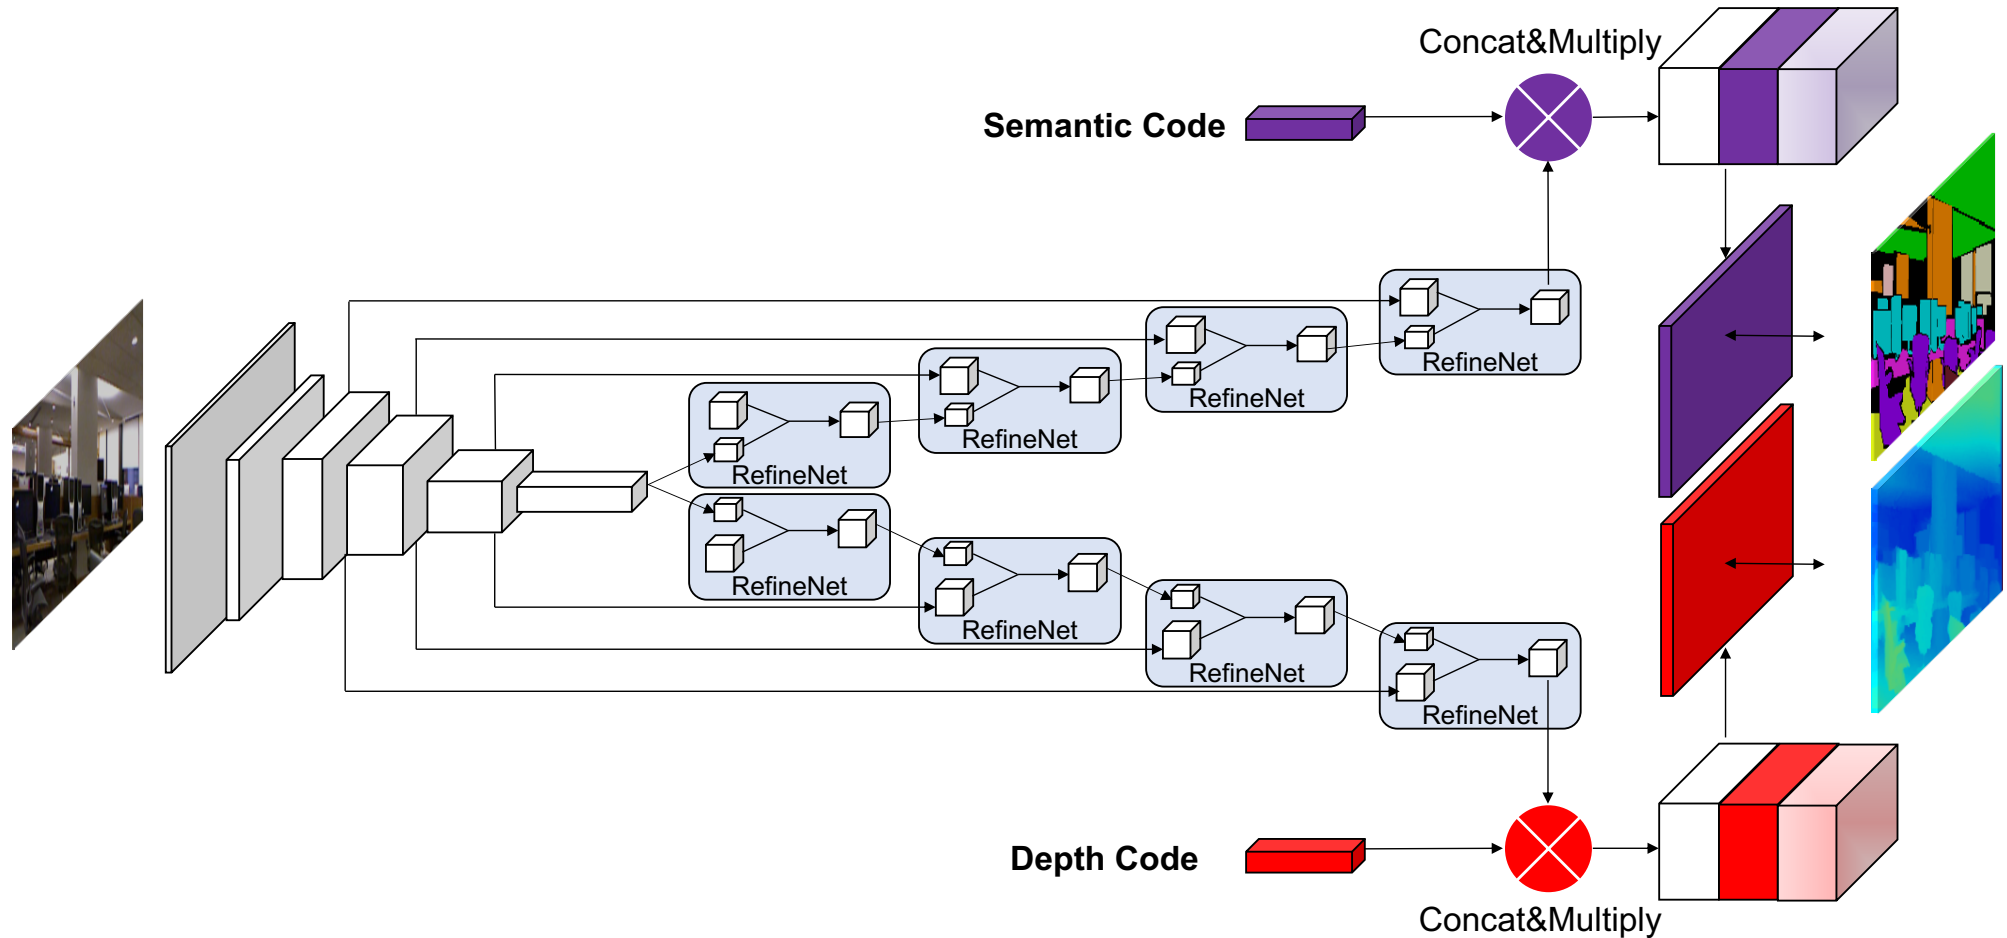 Concat&Multiply
Semantic Code
RefineNet
RefineNet
RefineNet
RefineNet
RefineNet
RefineNet
RefineNet
RefineNet
Depth Code
Concat&Multiply